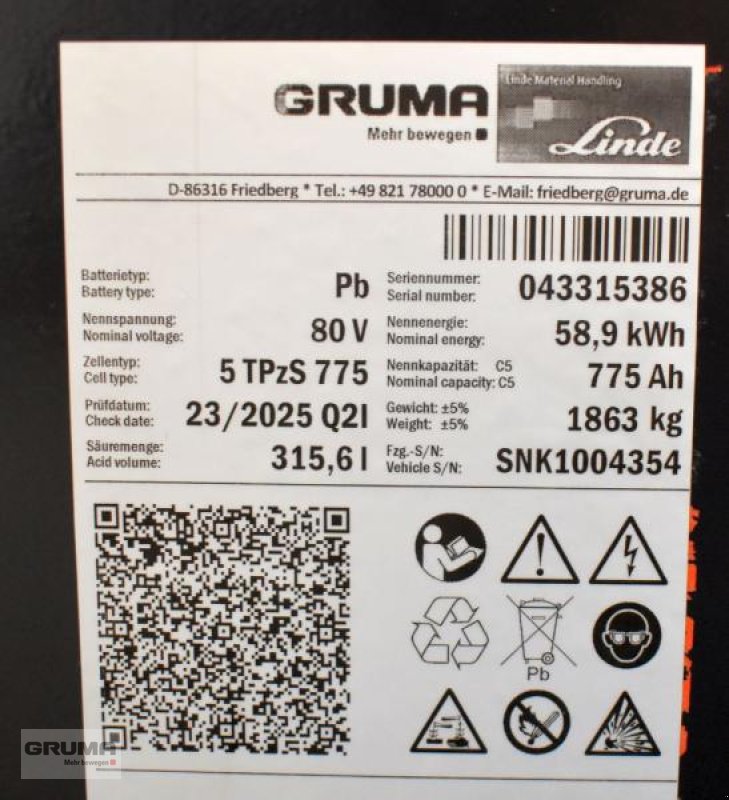 GRUMA
Mehr bewegen
Linde Material Handling
Linde
D-86316 Friedberg * Tel.: +49 821 78000 0 * E-Mail: friedberg@gruma.de
Batterietyp:
Battery type:
Pb
Seriennummer:
Serial number:
043315386
Nennspannung:
Nominal voltage:
80 V
Nennenergie:
Nominal energy:
58,9 kWh
Zellentyp:
Cell type:
5 TPzS 775
Nennkapazität: C5
Nominal capacity: C5
775 Ah
Prüfdatum:
Check date:
23/2025 Q2I
Gewicht: ±5%
Weight: ±5%
1863 kg
Säuremenge:
Acid volume:
315,6 l
Fzg.-S/N:
Vehicle S/N:
SNK1004354
Pb
GRUMA
Mehr bewegen